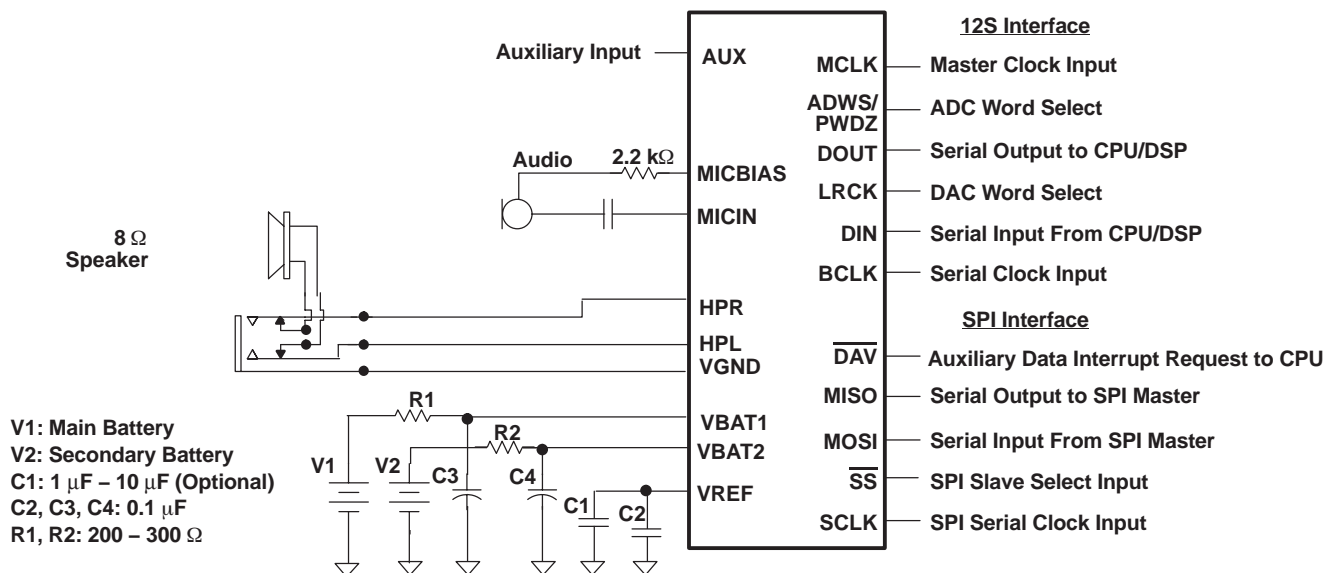 12S Interface
Auxiliary Input
AUX
MCLK
Master Clock Input
ADWS/
PWDZ
ADC Word Select
DOUT
Serial Output to CPU/DSP
Audio
2.2 kΩ
MICBIAS
LRCK
DAC Word Select
MICIN
DIN
Serial Input From CPU/DSP
8 Ω
Speaker
BCLK
Serial Clock Input
HPR
SPI Interface
HPL
VGND
DAV
Auxiliary Data Interrupt Request to CPU
MISO
Serial Output to SPI Master
R1
VBAT1
R2
VBAT2
MOSI
Serial Input From SPI Master
V1: Main Battery
V2: Secondary Battery
C1: 1 μF – 10 μF (Optional)
C2, C3, C4: 0.1 μF
R1, R2: 200 – 300 Ω
V1
V2
C3
C4
C1
C2
VREF
SS
SPI Slave Select Input
SCLK
SPI Serial Clock Input